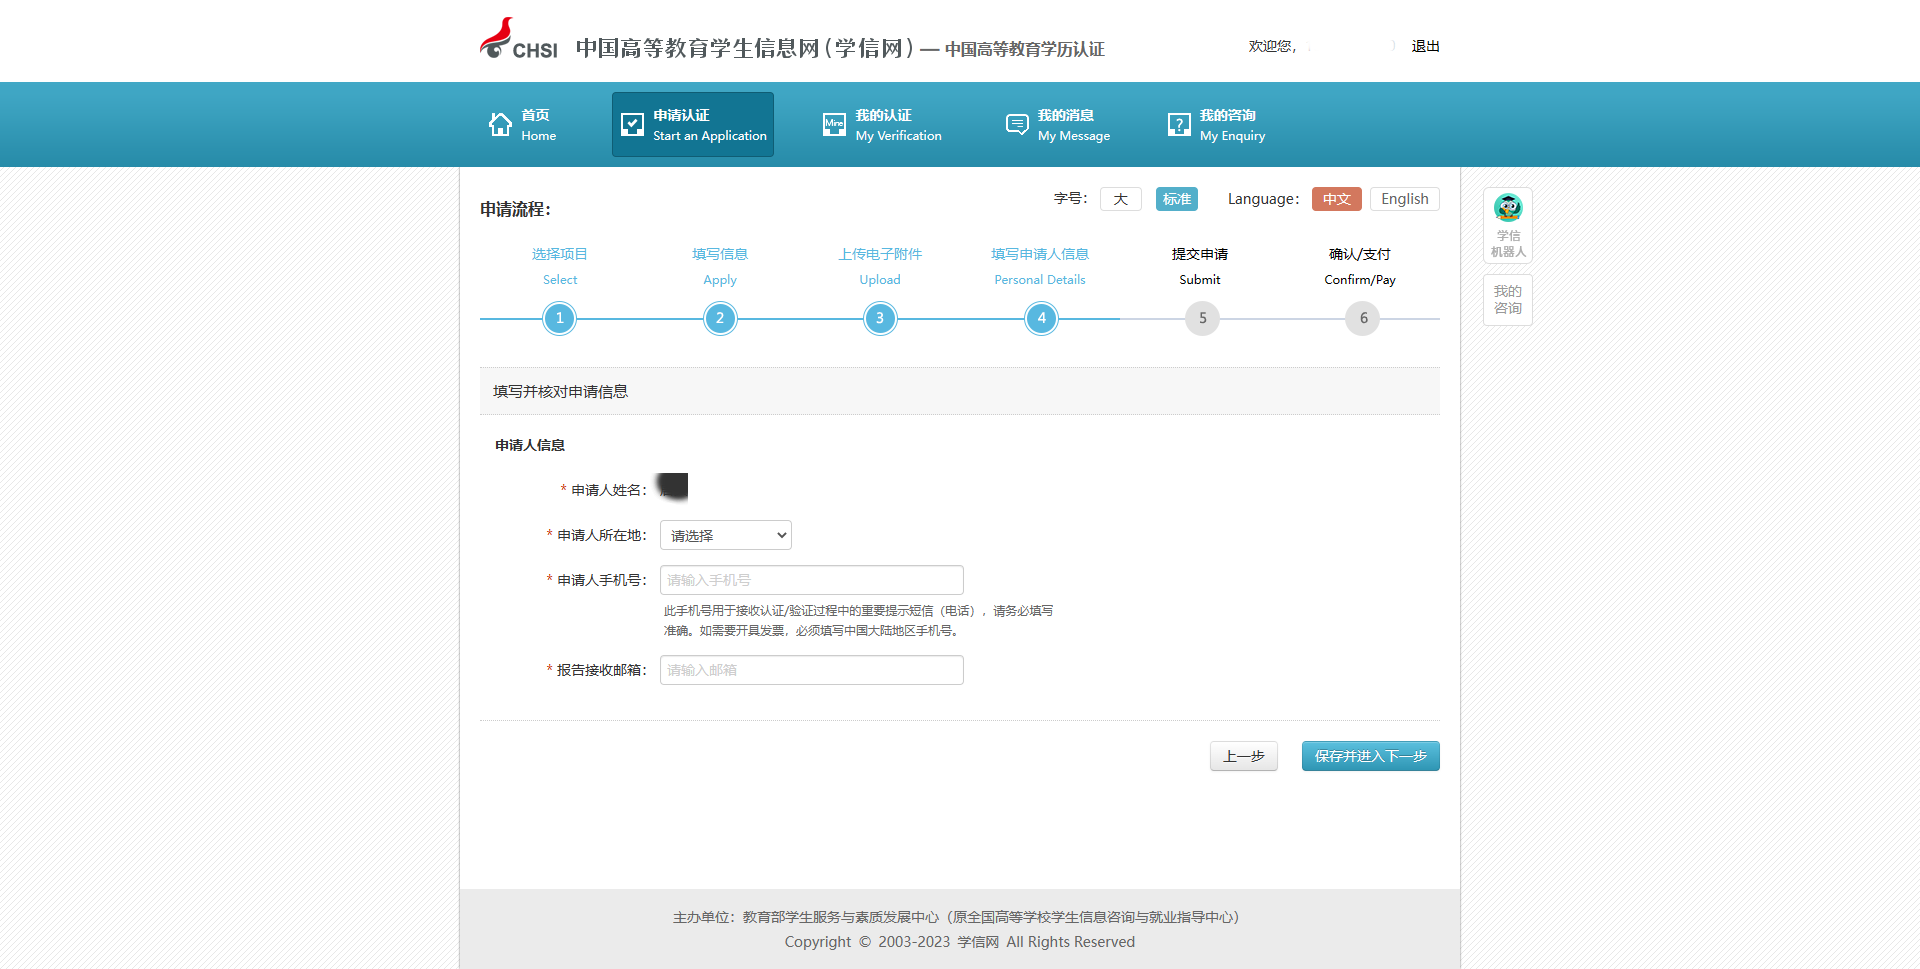 CHSI 中国高等教育学生信息网(学信网) — 中国高等教育学历认证
欢迎您，
退出
首页
Home
申请认证
Start an Application
Mine
我的认证
My Verification
我的消息
My Message
?
我的咨询
My Enquiry
字号： 大 标准 Language： 中文 English
申请流程：
选择项目
Select
1
填写信息
Apply
2
上传电子附件
Upload
3
填写申请人信息
Personal Details
4
提交申请
Submit
5
确认/支付
Confirm/Pay
6
学信
机器人
我的
咨询
填写并核对申请信息
申请人信息
* 申请人姓名：
* 申请人所在地： 请选择
* 申请人手机号： 请输入手机号
此手机号用于接收认证/验证过程中的重要提示短信（电话），请务必填写
准确。如需要开具发票，必须填写中国大陆地区手机号。
* 报告接收邮箱： 请输入邮箱
上一步 保存并进入下一步
主办单位：教育部学生服务与素质发展中心（原全国高等学校学生信息咨询与就业指导中心）
Copyright © 2003-2023 学信网 All Rights Reserved